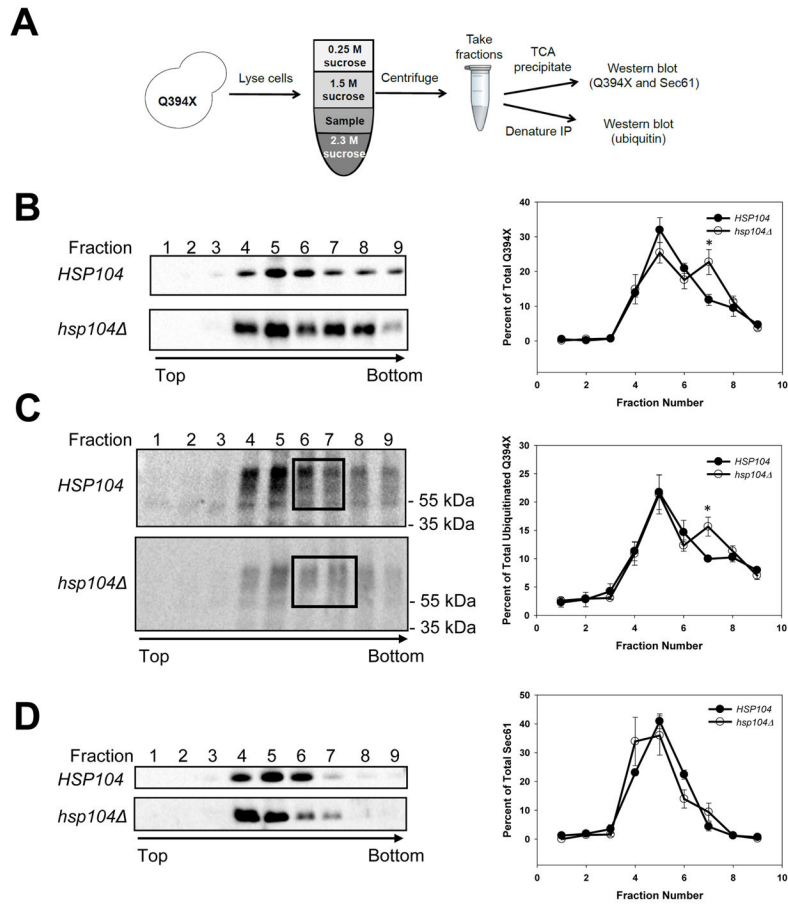 A
Q394X
Lyse cells
0.25 M
sucrose
1.5 M
sucrose
Sample
2.3 M
sucrose
Centrifuge
Take
fractions
TCA
precipitate
Denature IP
Western blot
(Q394X and Sec61)
Western blot
(ubiquitin)
B
Fraction 1 2 3 4 5 6 7 8 9
HSP104
hsp104Δ
Top Bottom
Percent of Total Q394X
40
30
20
10
0
HSP104
hsp104Δ
*
0 2 4 6 8 10
Fraction Number
C
Fraction 1 2 3 4 5 6 7 8 9
HSP104
- 55 kDa
- 35 kDa
hsp104Δ
- 55 kDa
- 35 kDa
Top Bottom
Percent of Total Ubiquitinated Q394X
30
25
20
15
10
5
0
HSP104
hsp104Δ
*
0 2 4 6 8 10
Fraction Number
D
Fraction 1 2 3 4 5 6 7 8 9
HSP104
hsp104Δ
Top Bottom
Percent of Total Sec61
50
40
30
20
10
0
HSP104
hsp104Δ
0 2 4 6 8 10
Fraction Number